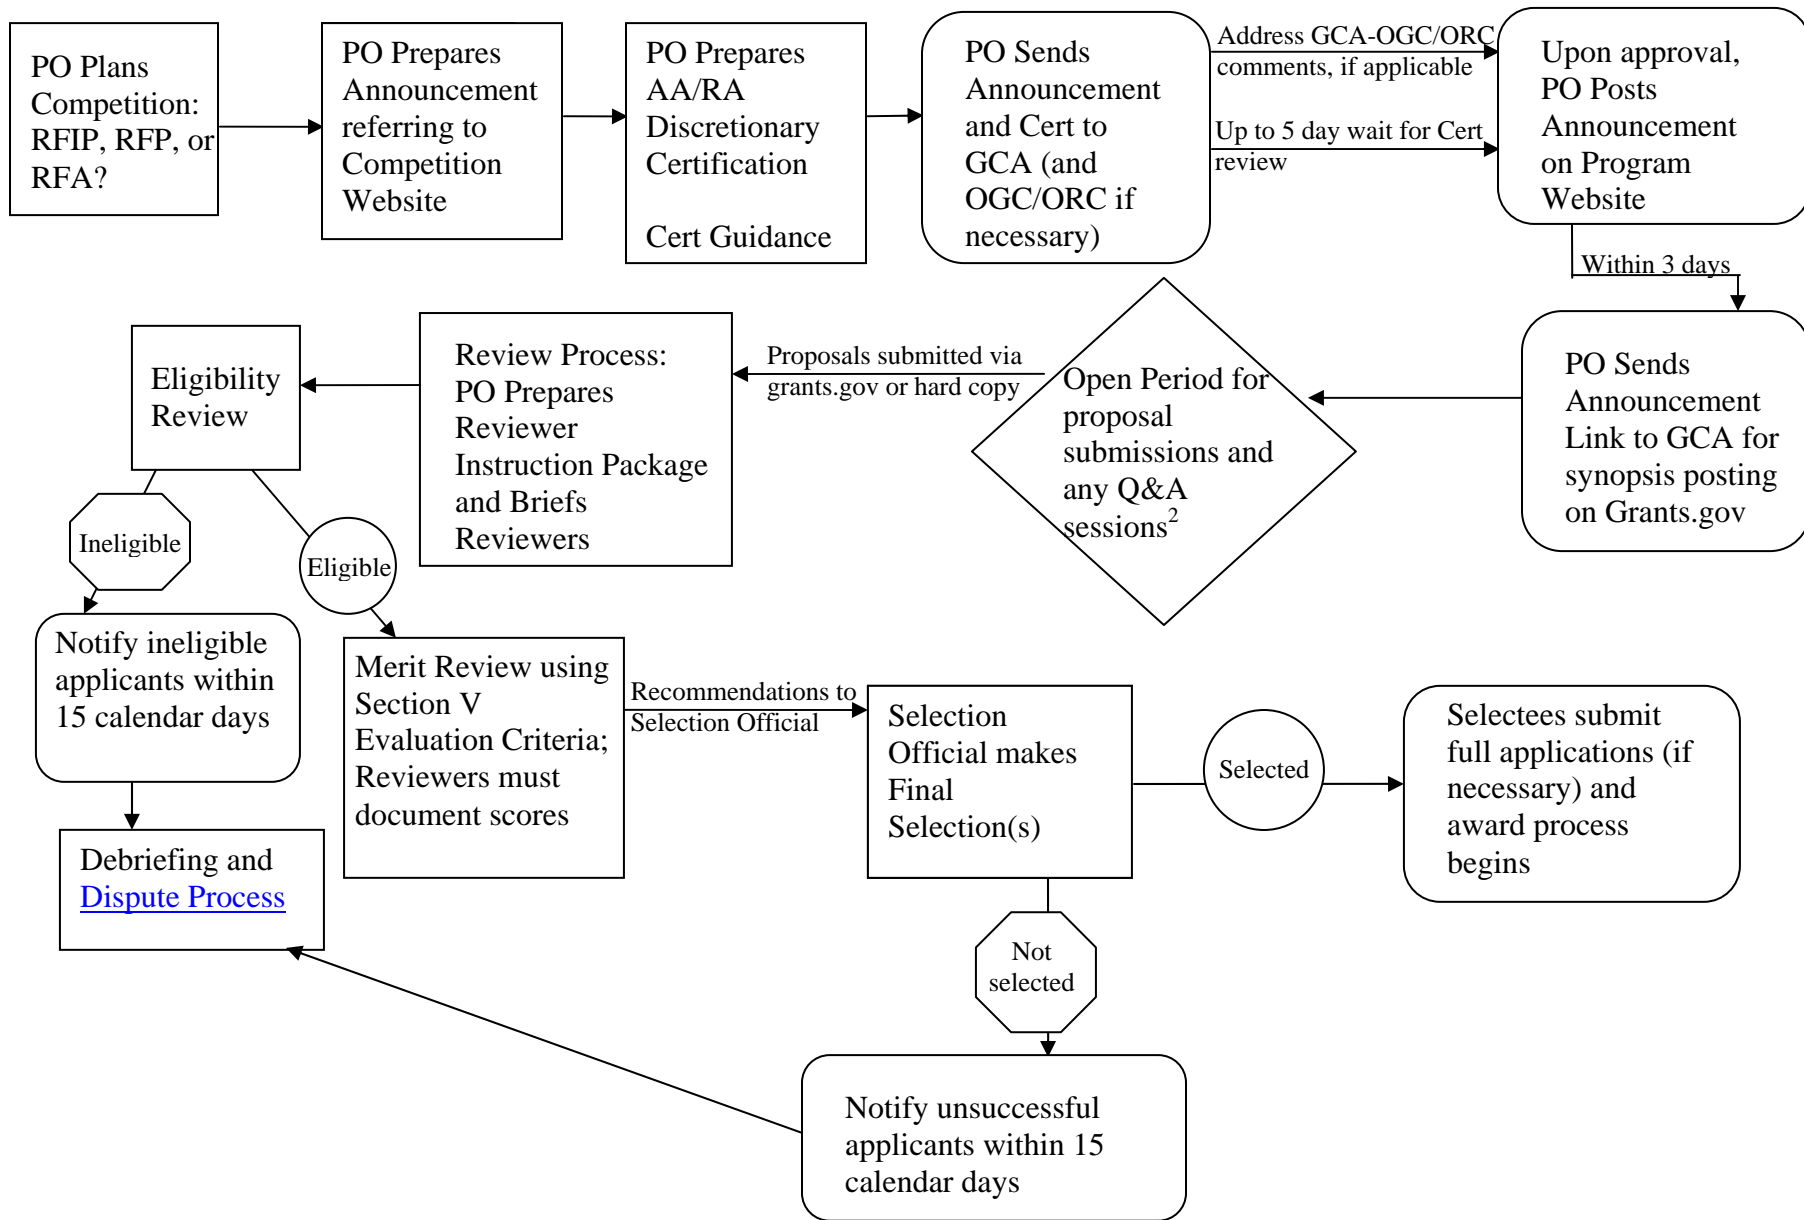 PO Plans
Competition:
RFIP, RFP, or
RFA?
PO Prepares
Announcement
referring to
Competition
Website
PO Prepares
AA/RA
Discretionary
Certification
Cert Guidance
PO Sends
Announcement
and Cert to
GCA (and
OGC/ORC if
necessary)
Address GCA-OGC/ORC
comments, if applicable
Up to 5 day wait for Cert
review
Upon approval,
PO Posts
Announcement
on Program
Website
Within 3 days
PO Sends
Announcement
Link to GCA for
synopsis posting
on Grants.gov
Open Period for
proposal
submissions and
any Q&A
sessions2
Proposals submitted via
grants.gov or hard copy
Review Process:
PO Prepares
Reviewer
Instruction Package
and Briefs
Reviewers
Eligibility
Review
Ineligible
Eligible
Notify ineligible
applicants within
15 calendar days
Debriefing and
Dispute Process
Merit Review using
Section V
Evaluation Criteria;
Reviewers must
document scores
Recommendations to
Selection Official
Selection
Official makes
Final
Selection(s)
Selected
Selectees submit
full applications (if
necessary) and
award process
begins
Not
selected
Notify unsuccessful
applicants within 15
calendar days